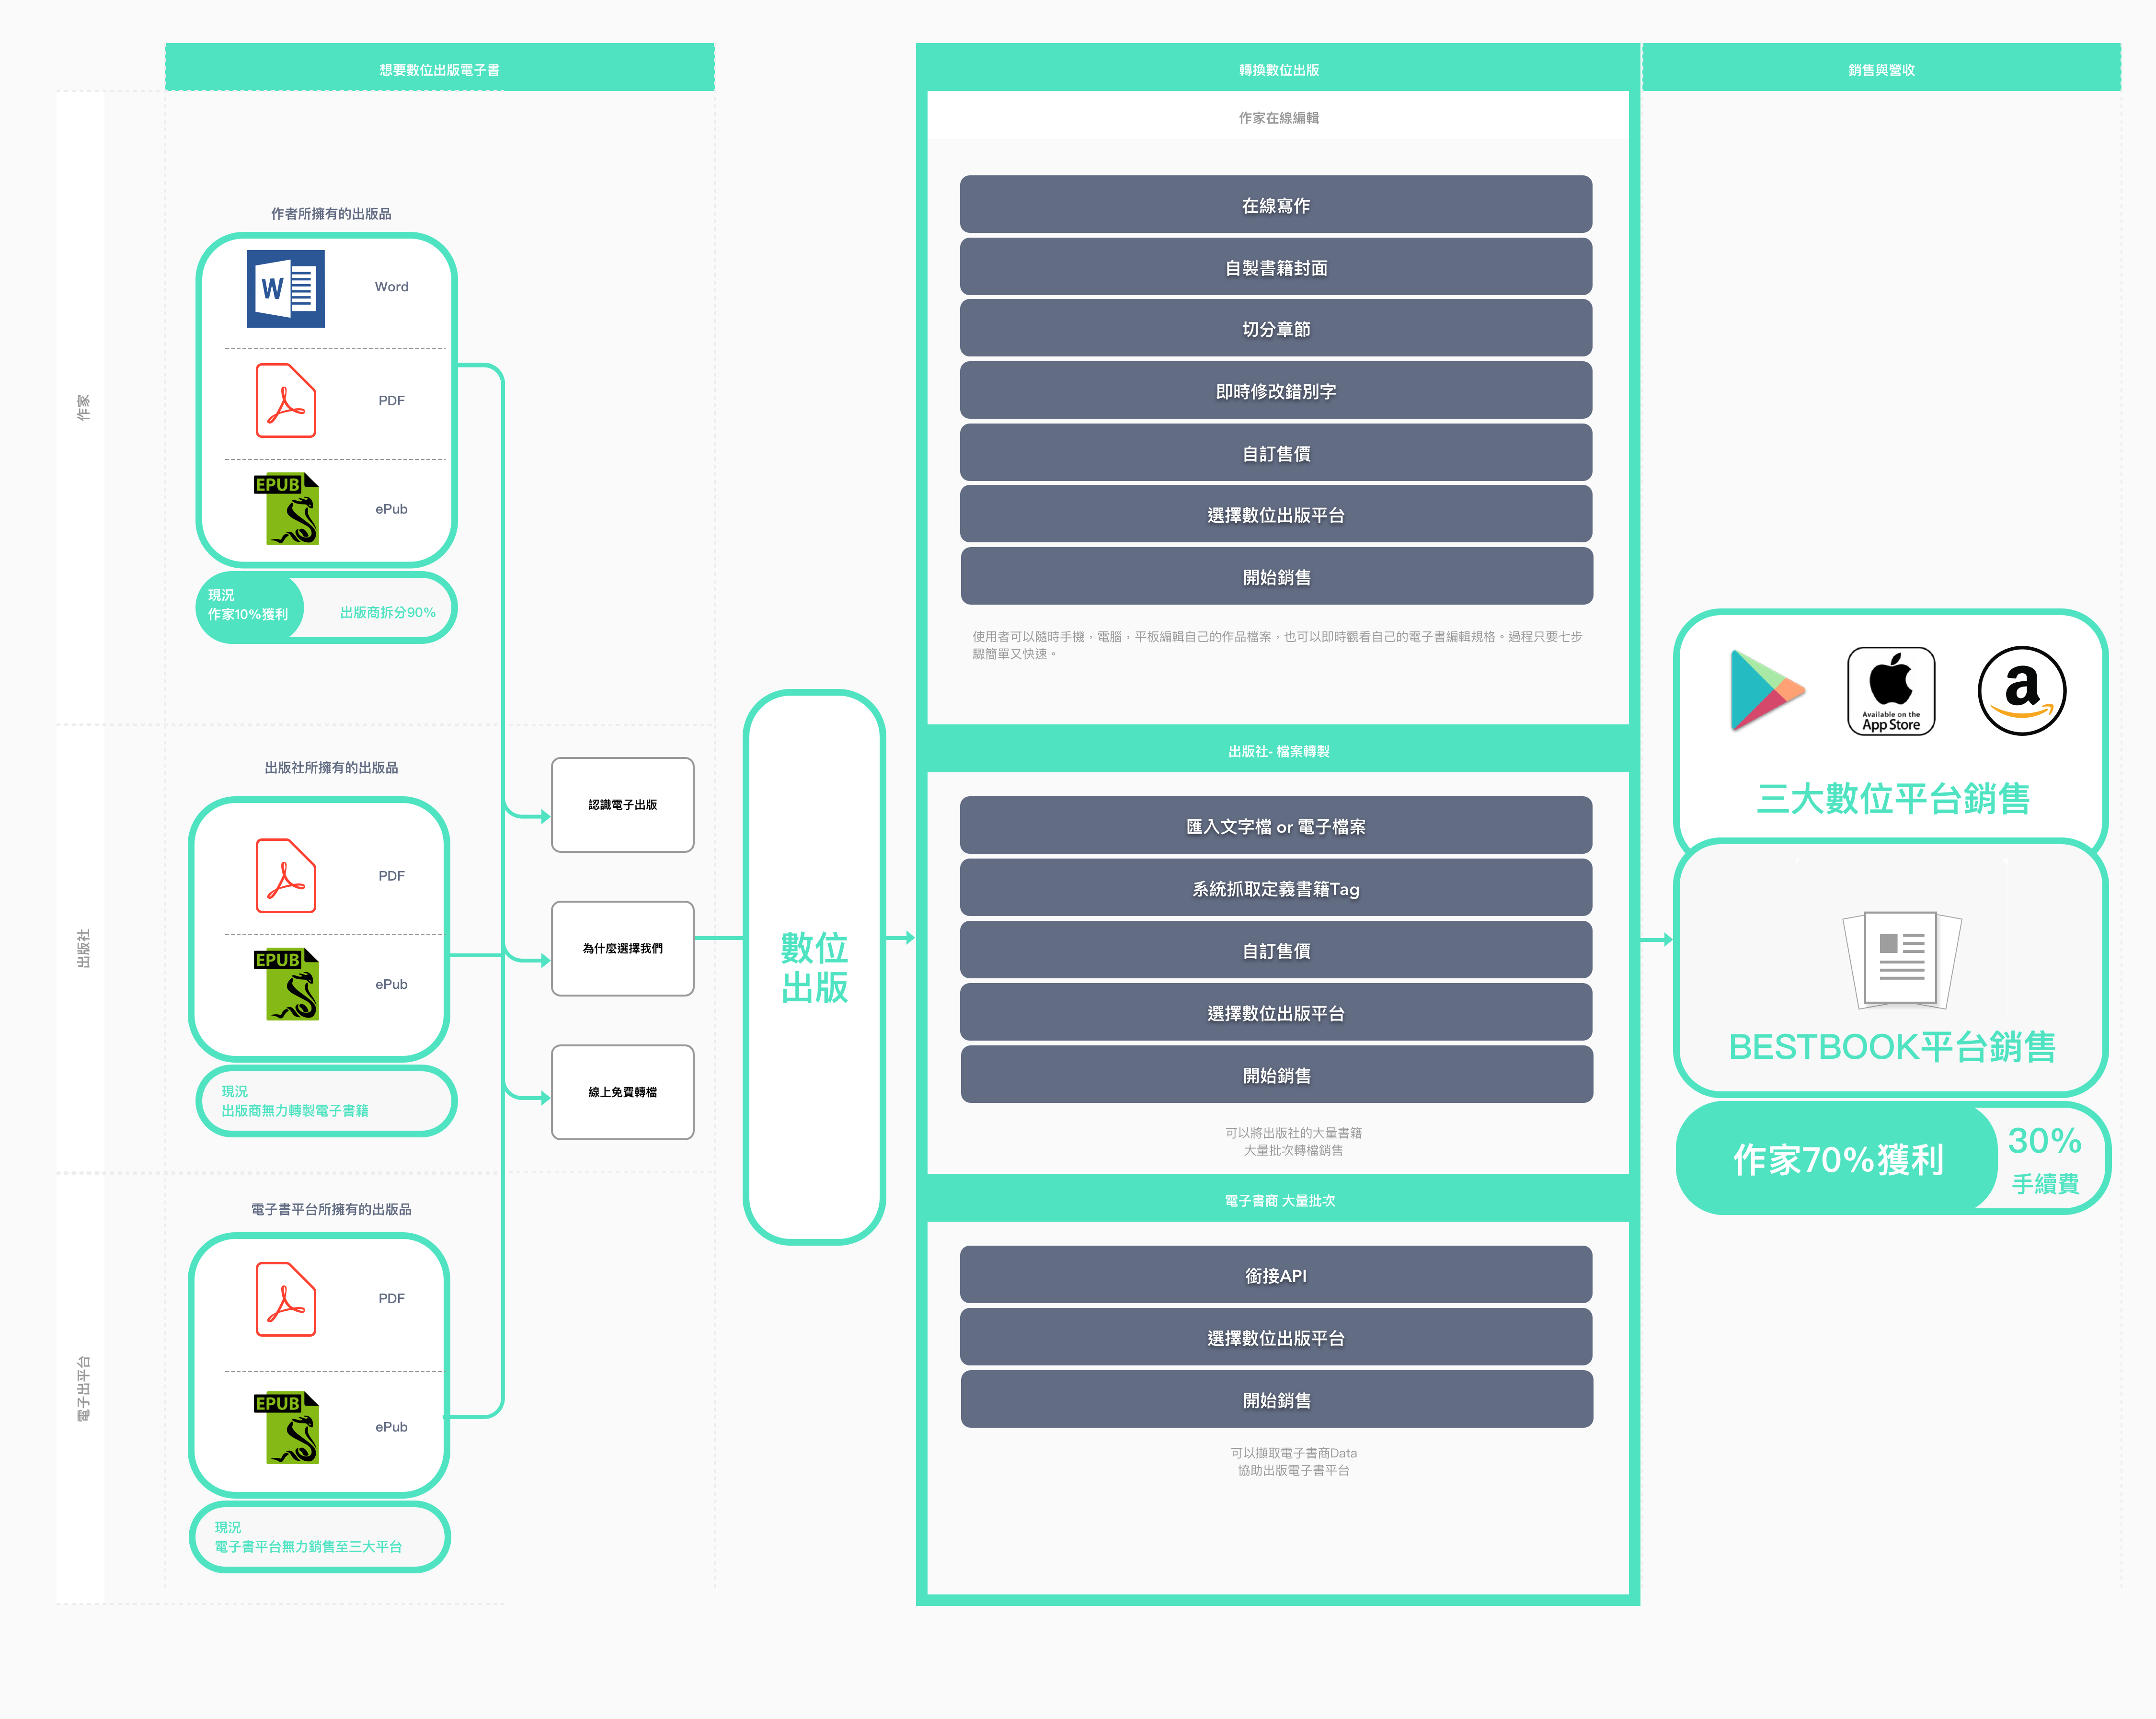 想要數位出版電子書
轉換數位出版
銷售與營收
作家
作者所擁有的出版品
W
Word
PDF
EPUB
ePub
現況
作家10%獲利
出版商拆分90%
出版社
出版社所擁有的出版品
PDF
EPUB
ePub
現況
出版商無力轉製電子書籍
電子出平台
電子書平台所擁有的出版品
PDF
EPUB
ePub
現況
電子書平台無力銷售至三大平台
認識電子出版
為什麼選擇我們
線上免費轉檔
數位
出版
作家在線編輯
在線寫作
自製書籍封面
切分章節
即時修改錯別字
自訂售價
選擇數位出版平台
開始銷售
使用者可以隨時手機，電腦，平板編輯自己的作品檔案，也可以即時觀看自己的電子書編輯規格。過程只要七步
驟簡單又快速。
出版社- 檔案轉製
匯入文字檔 or 電子檔案
系統抓取定義書籍Tag
自訂售價
選擇數位出版平台
開始銷售
可以將出版社的大量書籍
大量批次轉檔銷售
電子書商 大量批次
銜接API
選擇數位出版平台
開始銷售
可以擷取電子書商Data
協助出版電子書平台
Available on the
App Store
a
三大數位平台銷售
BESTBOOK平台銷售
作家70%獲利
30%
手續費